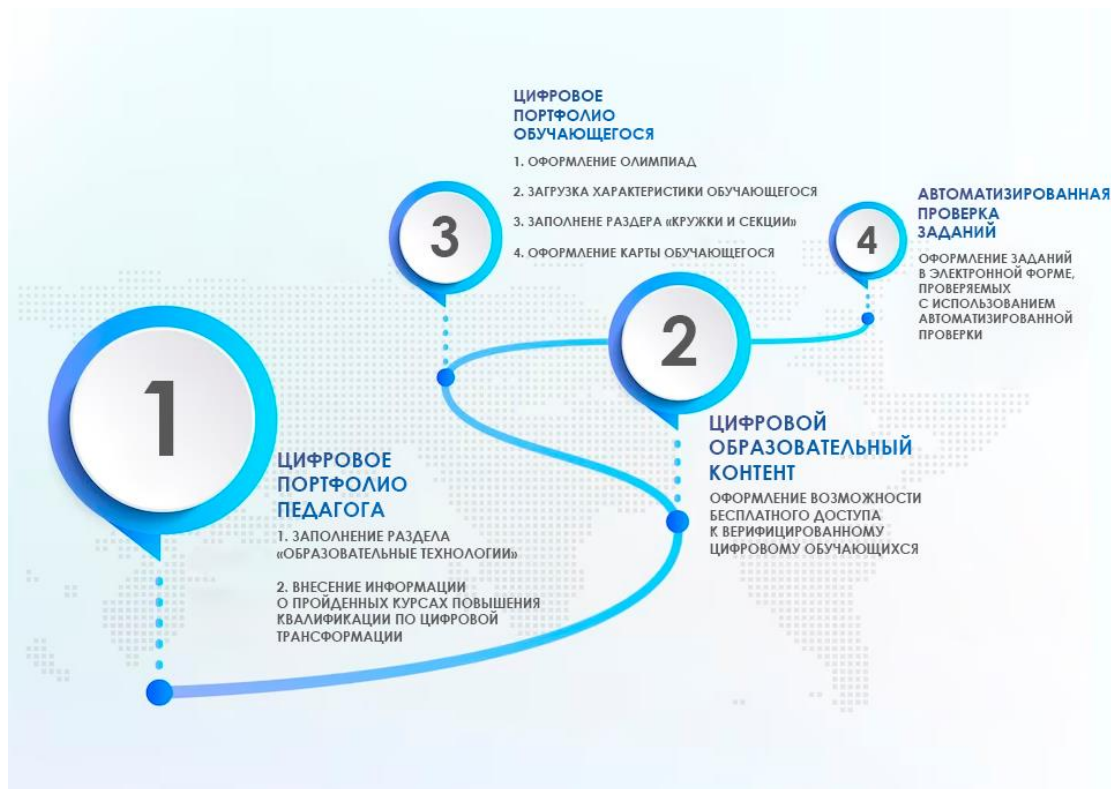 1
ЦИФРОВОЕ
ПОРТФОЛИО
ПЕДАГОГА
1. ЗАПОЛНЕНИЕ РАЗДЕЛА
«ОБРАЗОВАТЕЛЬНЫЕ ТЕХНОЛОГИИ»
2. ВНЕСЕНИЕ ИНФОРМАЦИИ
О ПРОЙДЕННЫХ КУРСАХ ПОВЫШЕНИЯ
КВАЛИФИКАЦИИ ПО ЦИФРОВОЙ
ТРАНСФОРМАЦИИ
2
ЦИФРОВОЙ
ОБРАЗОВАТЕЛЬНЫЙ
КОНТЕНТ
ОФОРМЛЕНИЕ ВОЗМОЖНОСТИ
БЕСПЛАТНОГО ДОСТУПА
К ВЕРИФИЦИРОВАННОМУ
ЦИФРОВОМУ ОБУЧАЮЩИХСЯ
3
ЦИФРОВОЕ
ПОРТФОЛИО
ОБУЧАЮЩЕГОСЯ
1. ОФОРМЛЕНИЕ ОЛИМПИАД
2. ЗАГРУЗКА ХАРАКТЕРИСТИКИ ОБУЧАЮЩЕГОСЯ
3. ЗАПОЛНЕНЕ РАЗДЕРА «КРУЖКИ И СЕКЦИИ»
4. ОФОРМЛЕНИЕ КАРТЫ ОБУЧАЮЩЕГОСЯ
4
АВТОМАТИЗИРОВАННАЯ
ПРОВЕРКА
ЗАДАНИЙ
ОФОРМЛЕНИЕ ЗАДАНИЙ
В ЭЛЕКТРОННОЙ ФОРМЕ,
ПРОВЕРЯЕМЫХ
С ИСПОЛЬЗОВАНИЕМ
АВТОМАТИЗИРОВАННОЙ
ПРОВЕРКИ